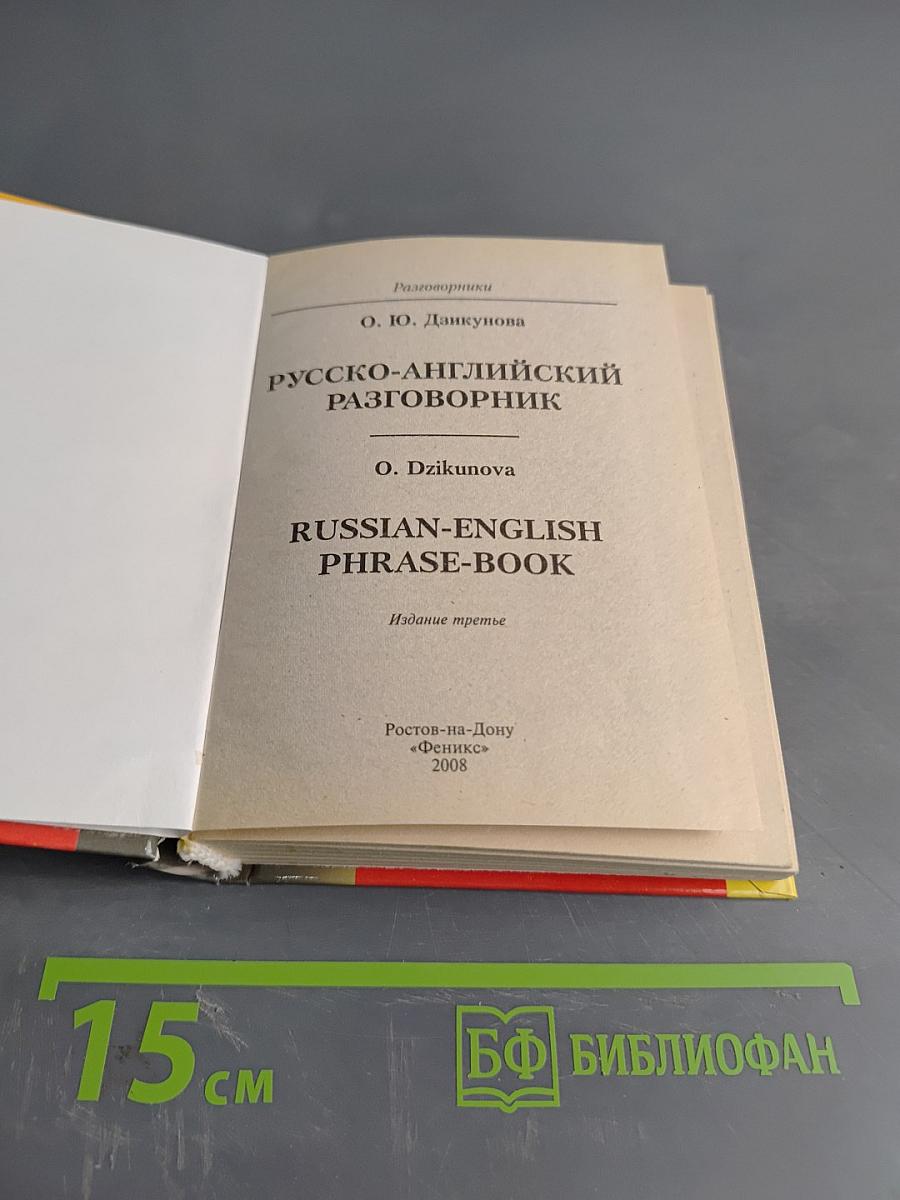 Разговорники
О. Ю. Дзикунова
РУССКО-АНГЛИЙСКИЙ
РАЗГОВОРНИК
O. Dzikunova
RUSSIAN-ENGLISH
PHRASE-BOOK
Издание третье
Ростов-на-Дону
«Феникс»
2008
15 см
БФ БИБЛИОФАН